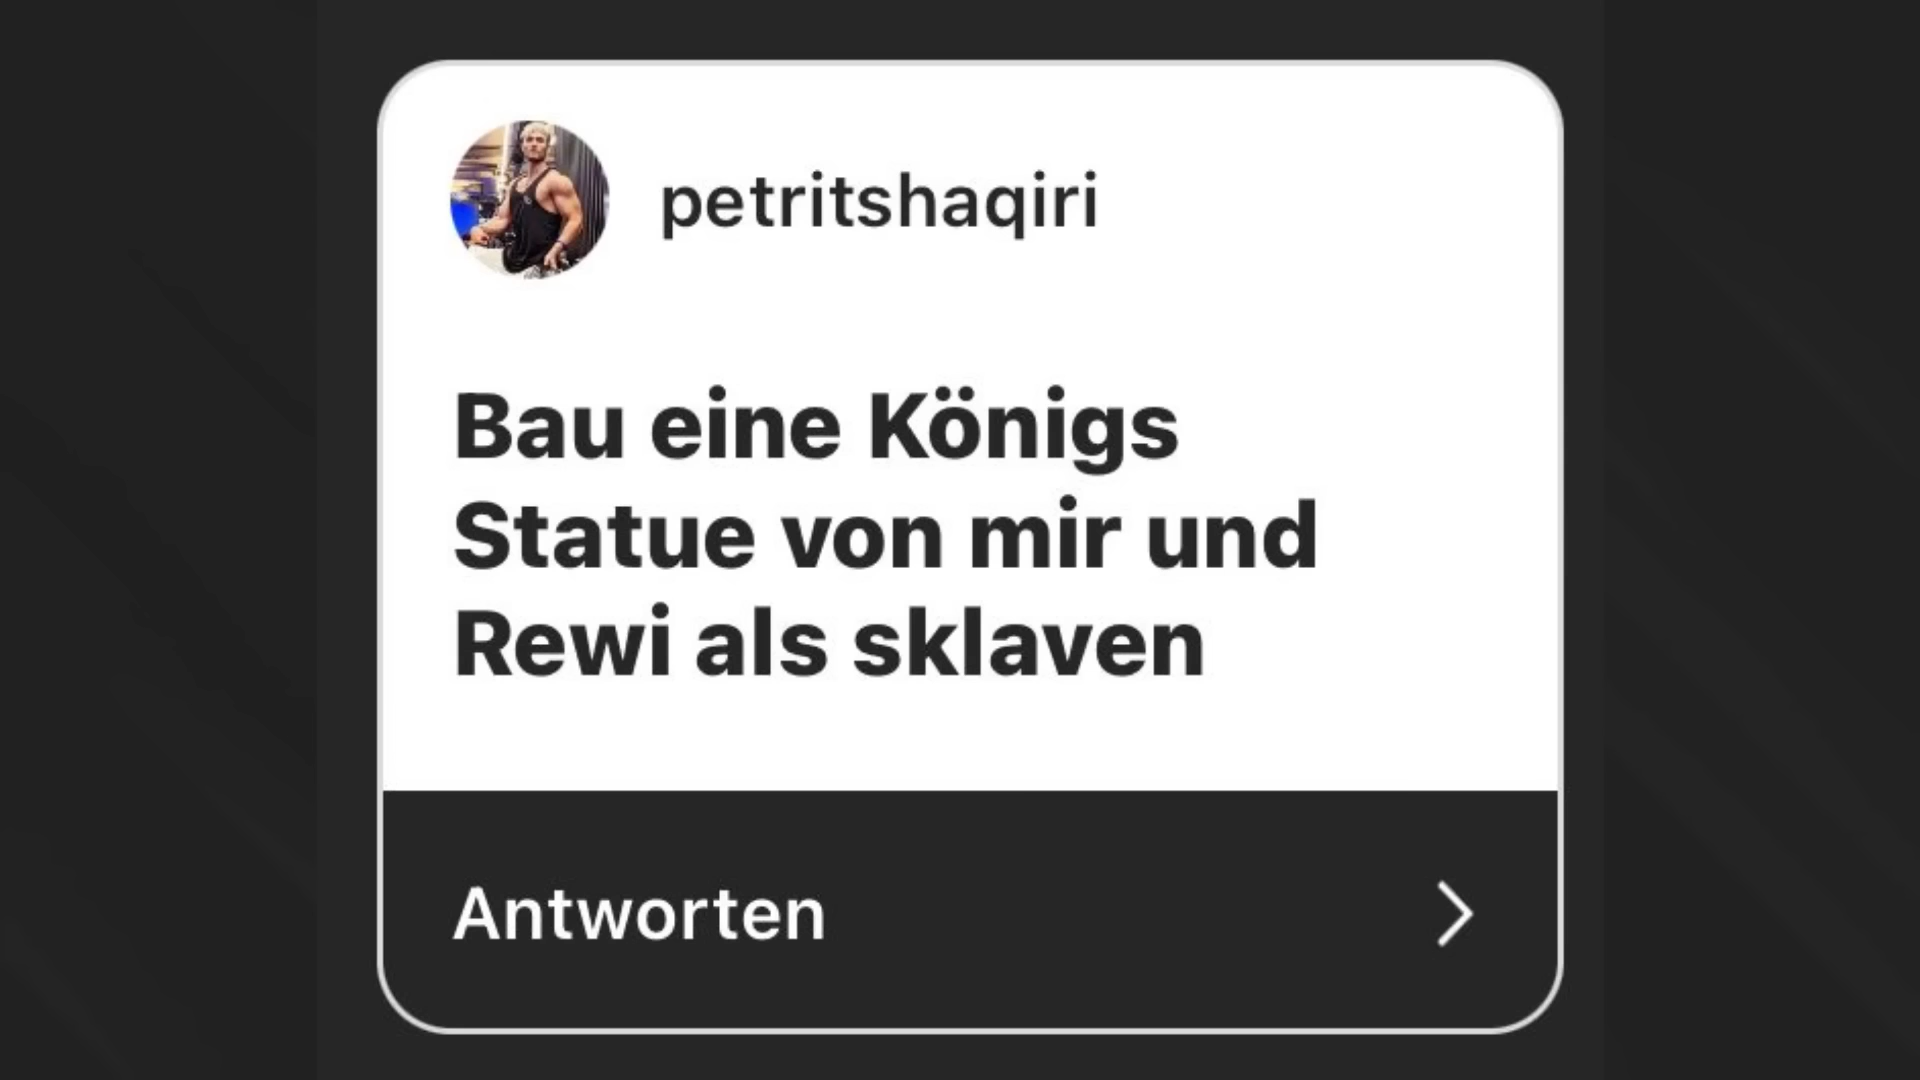 petritshaqiri
Bau eine Königs
Statue von mir und
Rewi als sklaven
Antworten